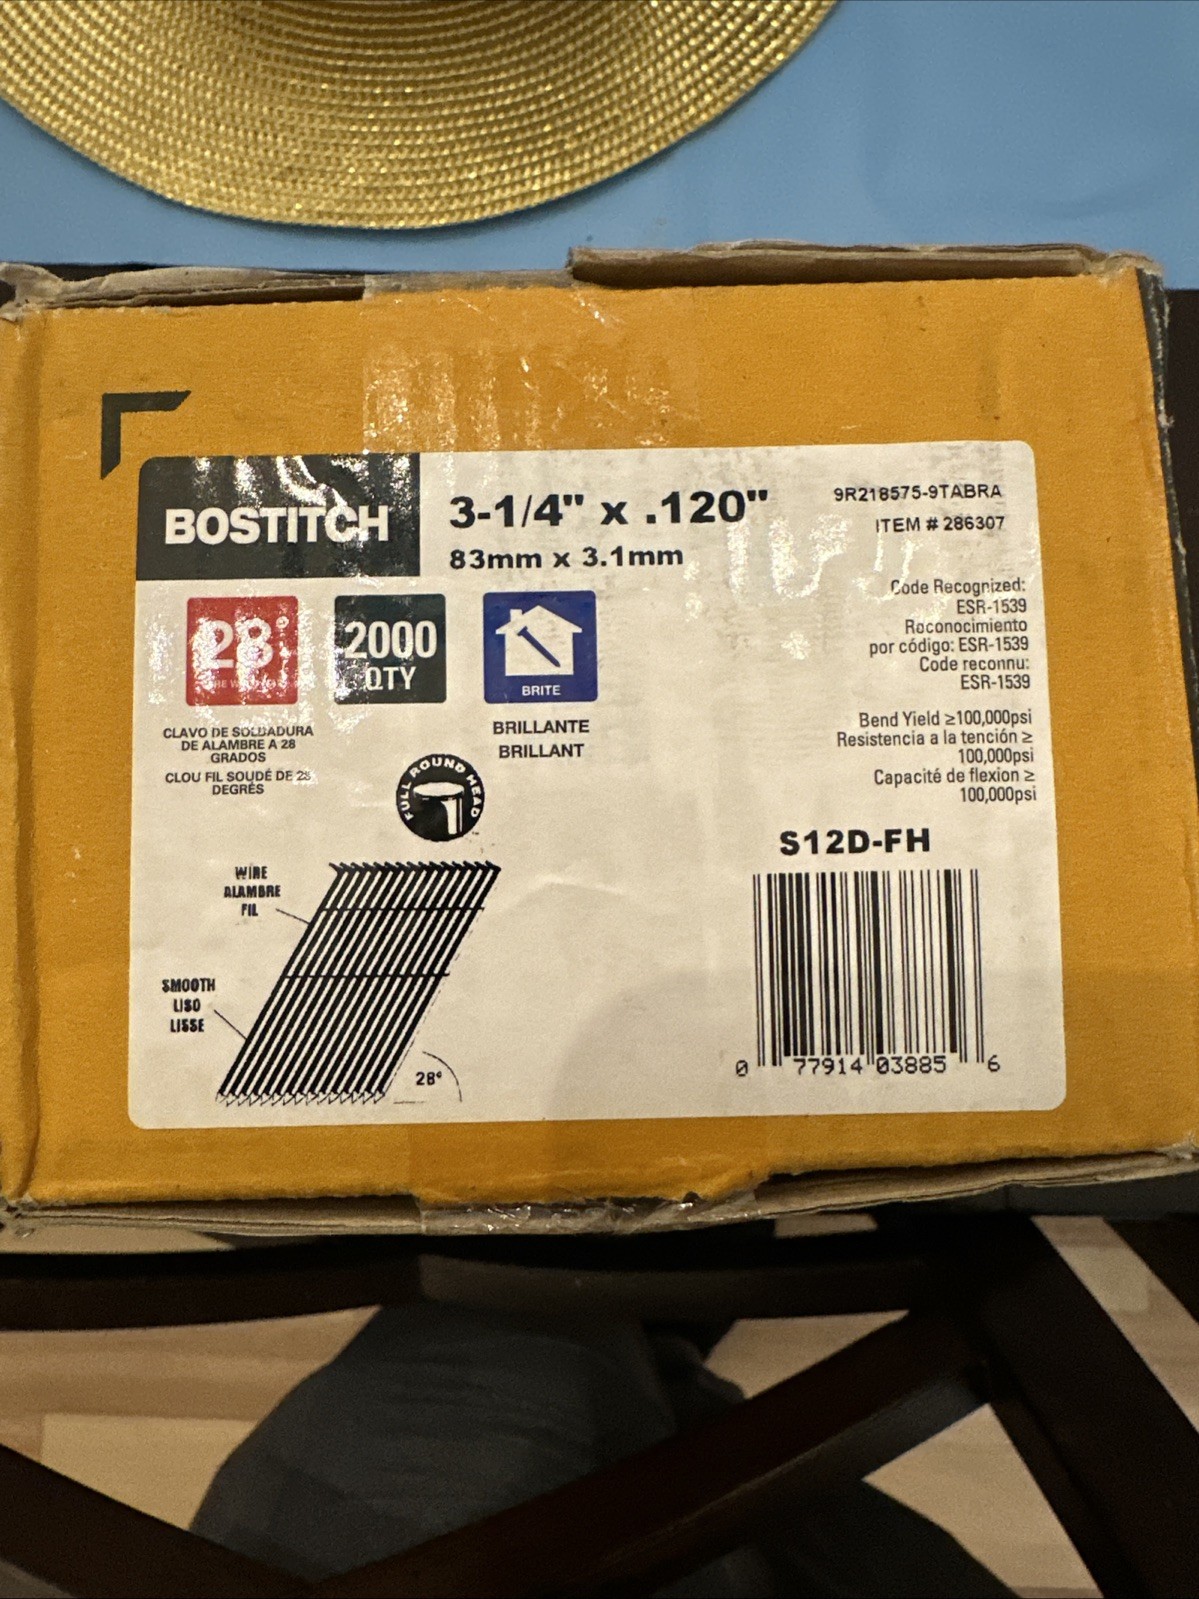 BOSTITCH
3-1/4" x .120"
83mm x 3.1mm
9R218575-9TABRA
ITEM # 286307
28°
2000
QTY
BRITE
CLAVO DE SOLDADURA
DE ALAMBRE A 28
GRADOS
CLOU FIL SOUDÉ DE 28
DEGRÉS
BRILLANTE
BRILLANT
Code Recognized:
ESR-1539
Reconocimiento
por código: ESR-1539
Code reconnu:
ESR-1539
Bend Yield ≥100,000psi
Resistencia a la tención ≥
100,000psi
Capacité de flexion ≥
100,000psi
FULL ROUND HEAD
™
WIRE
ALAMBRE
FIL
SMOOTH
LISO
LISSE
28°
S12D-FH
0 77914 03885 6